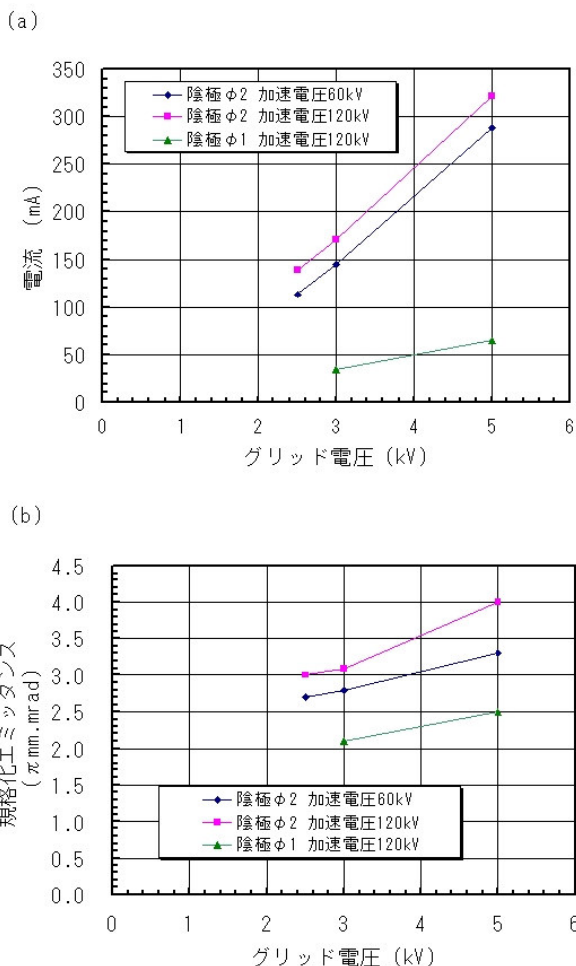 (a)
350
300
250
200
150
100
50
0
電流 (mA)
陰極φ2 加速電圧60kV
陰極φ2 加速電圧120kV
陰極φ1 加速電圧120kV
0 1 2 3 4 5 6
グリッド電圧 (kV)
(b)
4.5
4.0
3.5
3.0
2.5
2.0
1.5
1.0
0.5
0.0
規格化エミッタンス
(πmm.mrad)
陰極φ2 加速電圧60kV
陰極φ2 加速電圧120kV
陰極φ1 加速電圧120kV
0 1 2 3 4 5 6
グリッド電圧 (kV)